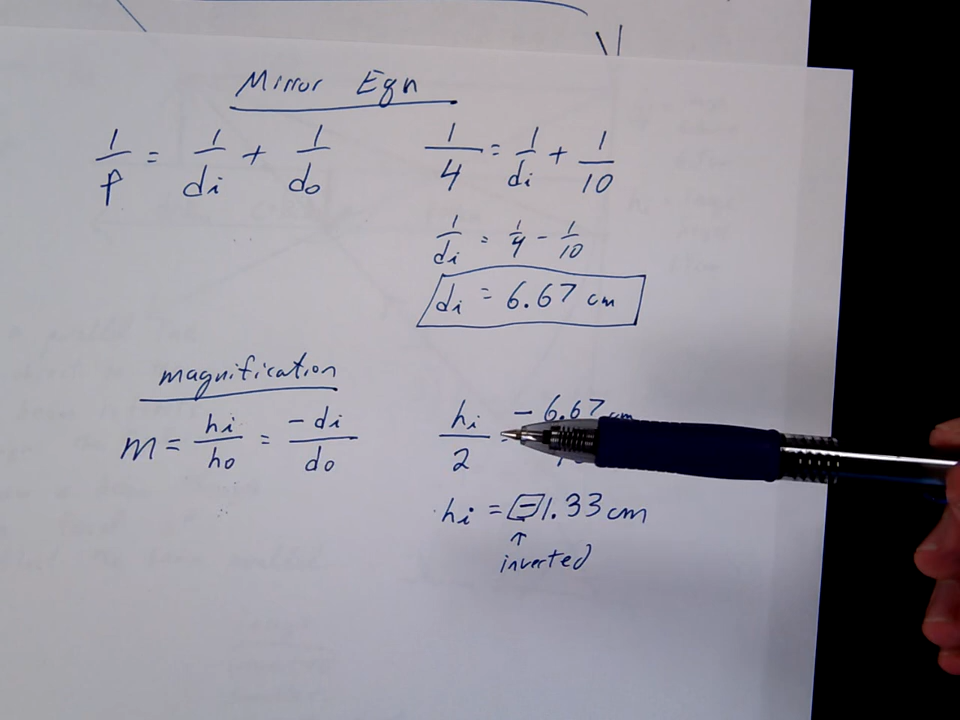 Mirror Eqn
1/f = 1/di + 1/do
1/4 = 1/di + 1/10
1/di = 1/4 - 1/10
di = 6.67 cm
magnification
m = hi/ho = -di/do
hi/2 = -6.67 cm
hi = -1.33 cm
↑
inverted